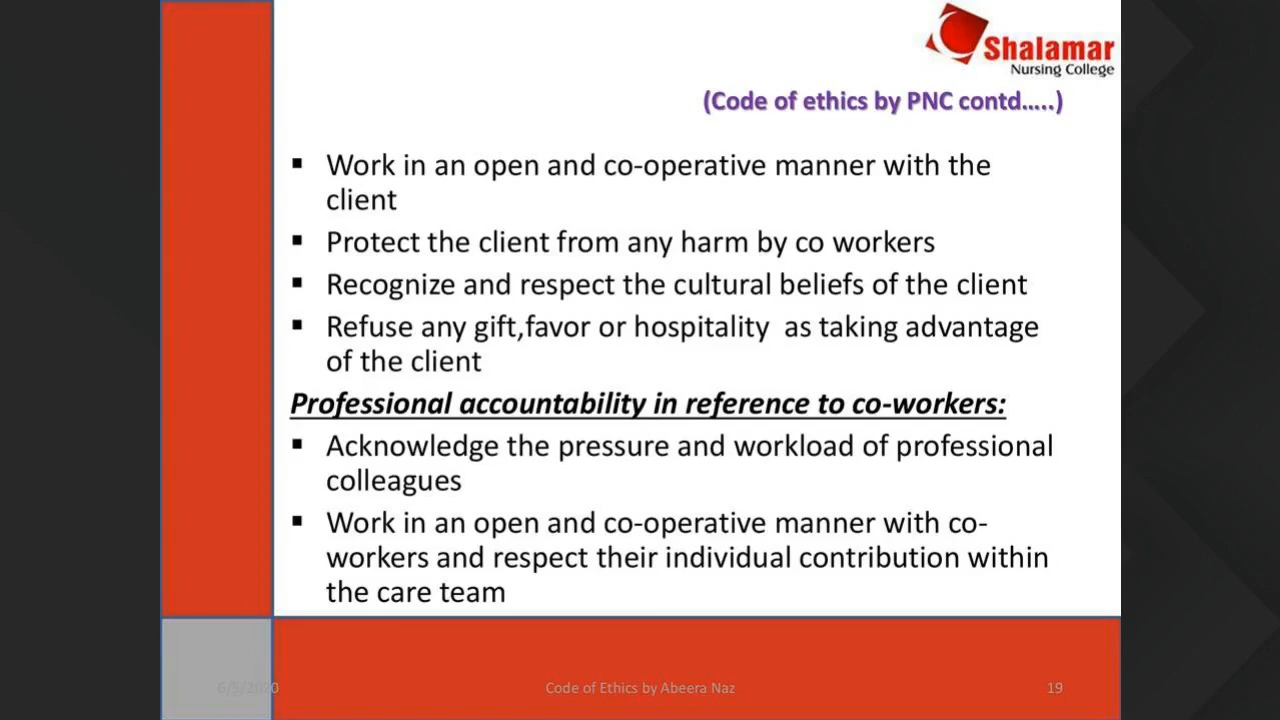 Shalamar
Nursing College
(Code of ethics by PNC contd…..)
▪ Work in an open and co-operative manner with the
client
▪ Protect the client from any harm by co workers
▪ Recognize and respect the cultural beliefs of the client
▪ Refuse any gift,favor or hospitality as taking advantage
of the client
Professional accountability in reference to co-workers:
▪ Acknowledge the pressure and workload of professional
colleagues
▪ Work in an open and co-operative manner with co-
workers and respect their individual contribution within
the care team
6/5/2020 Code of Ethics by Abeera Naz 19